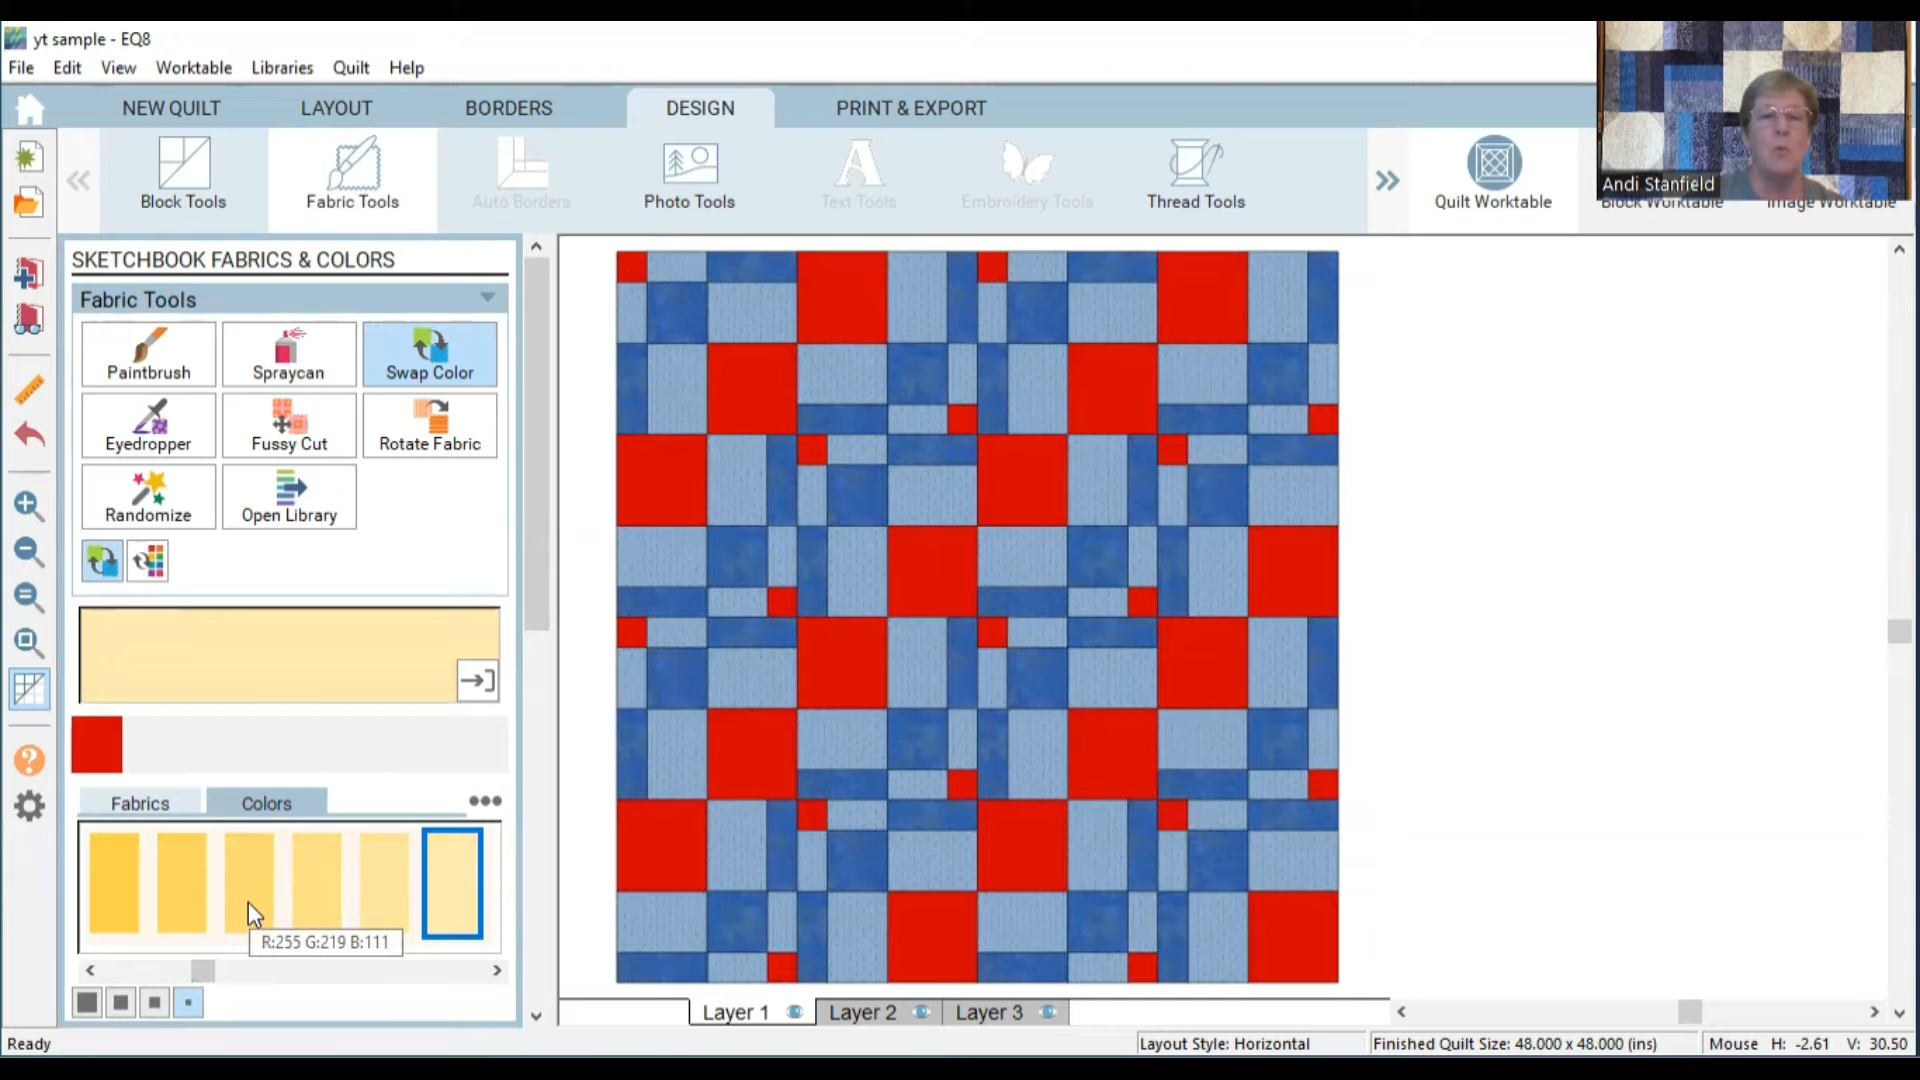 yt sample - EQ8
File Edit View Worktable Libraries Quilt Help
NEW QUILT LAYOUT BORDERS DESIGN PRINT & EXPORT
Block Tools Fabric Tools Auto Borders Photo Tools Text Tools Embroidery Tools Thread Tools Quilt Worktable Block Worktable Image Worktable
Andi Stanfield
SKETCHBOOK FABRICS & COLORS
Fabric Tools
Paintbrush Spraycan Swap Color
Eyedropper Fussy Cut Rotate Fabric
Randomize Open Library
Fabrics Colors
R:255 G:219 B:111
Layer 1 Layer 2 Layer 3
Ready Layout Style: Horizontal Finished Quilt Size: 48.000 x 48.000 (ins) Mouse H: -2.61 V: 30.50